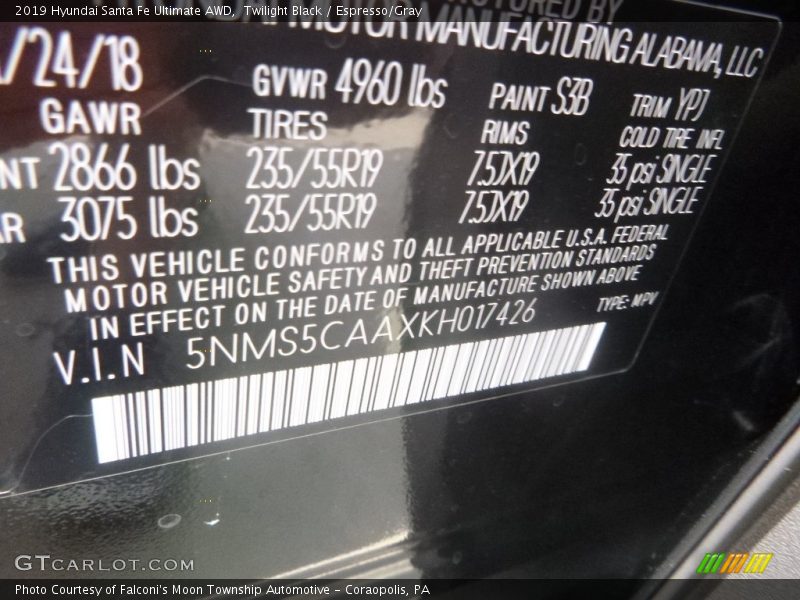 2019 Hyundai Santa Fe Ultimate AWD, Twilight Black / Espresso/Gray
BY
MOTOR MANUFACTURING ALABAMA, LLC
/24/18
GVWR 4960 lbs PAINT S3B TRIM YPJ
GAWR TIRES RIMS COLD TIRE INFL
NT 2866 lbs 235/55R19 7.5JX19 35 psi SINGLE
AR 3075 lbs 235/55R19 7.5JX19 35 psi SINGLE
THIS VEHICLE CONFORMS TO ALL APPLICABLE U.S.A. FEDERAL
MOTOR VEHICLE SAFETY AND THEFT PREVENTION STANDARDS
IN EFFECT ON THE DATE OF MANUFACTURE SHOWN ABOVE
V.I.N 5NMS5CAAXKH017426 TYPE: MPV
GTCARLOT.COM
Photo Courtesy of Falconi's Moon Township Automotive – Coraopolis, PA